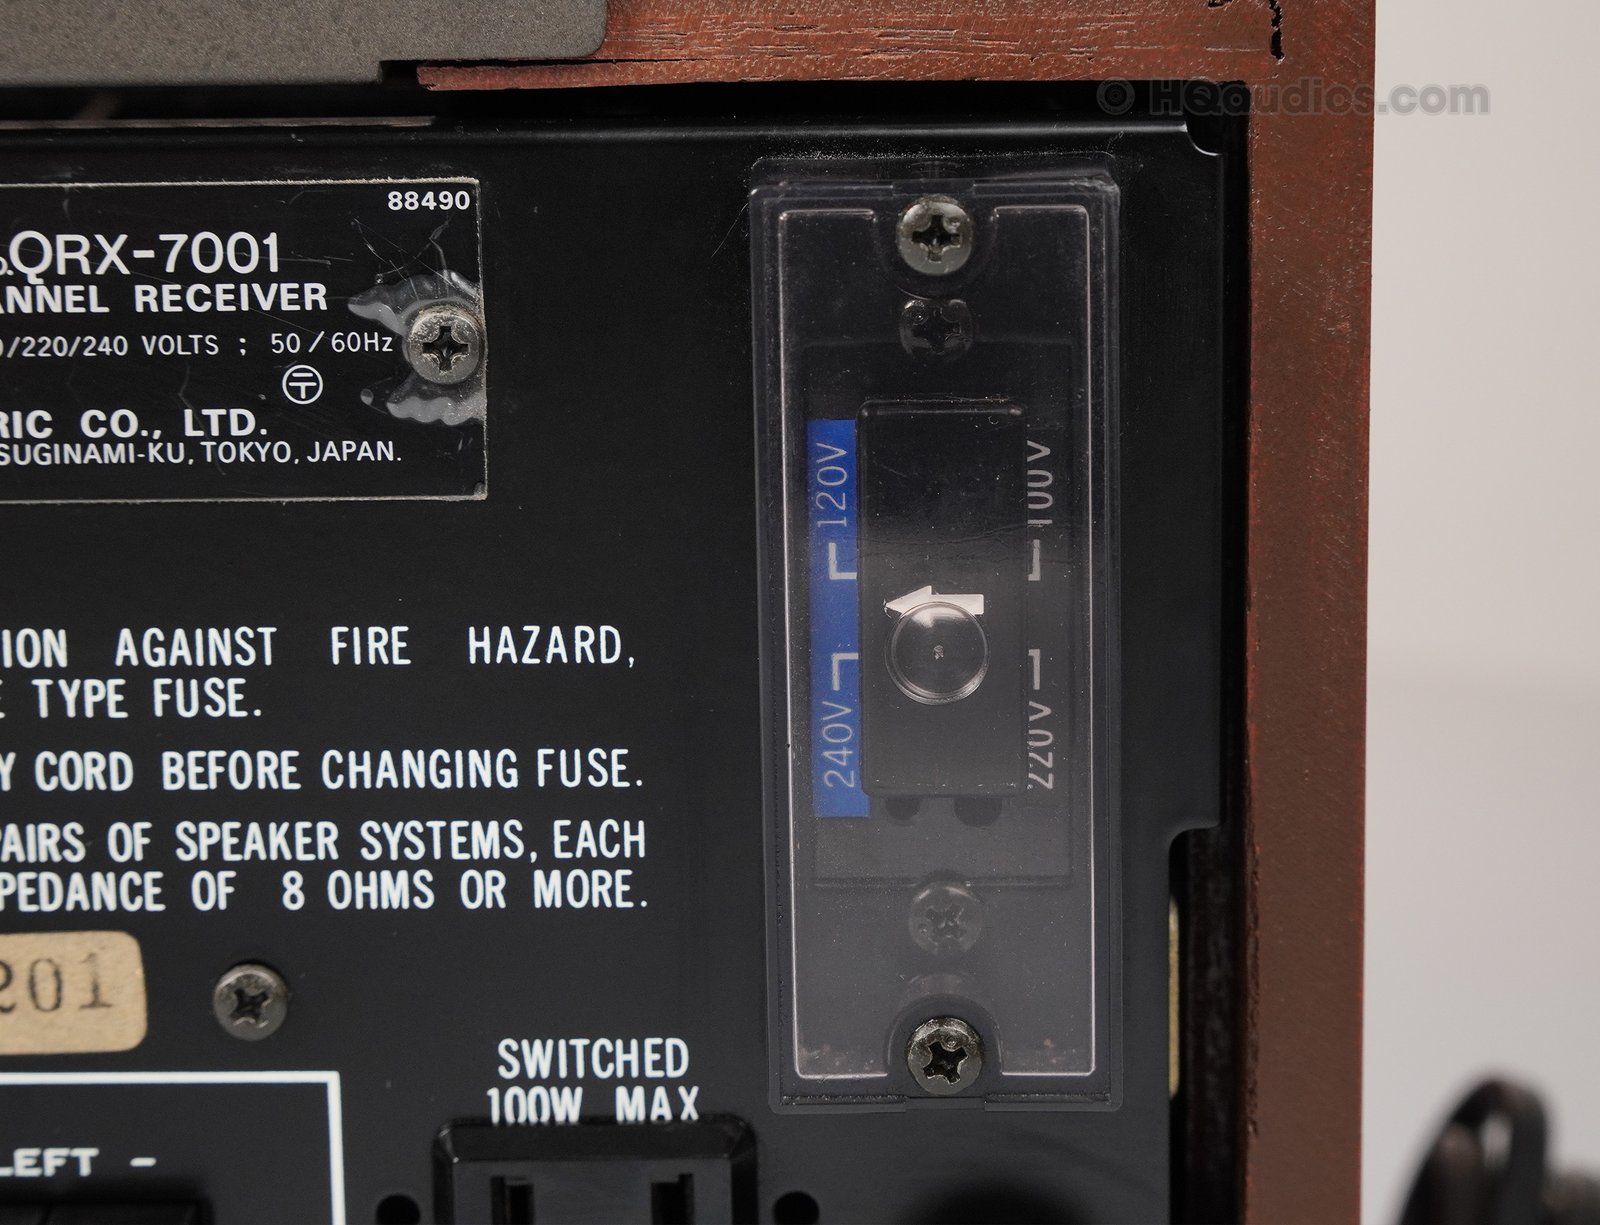 HQaudios.com
88490
QRX-7001
ANNEL RECEIVER
0/220/240 VOLTS ; 50/60Hz
RIC CO., LTD.
SUGINAMI-KU, TOKYO, JAPAN.
120V
100V
240V
220V
ION AGAINST FIRE HAZARD,
E TYPE FUSE.
Y CORD BEFORE CHANGING FUSE.
PAIRS OF SPEAKER SYSTEMS, EACH
PEDANCE OF 8 OHMS OR MORE.
201
SWITCHED
100W MAX
LEFT -